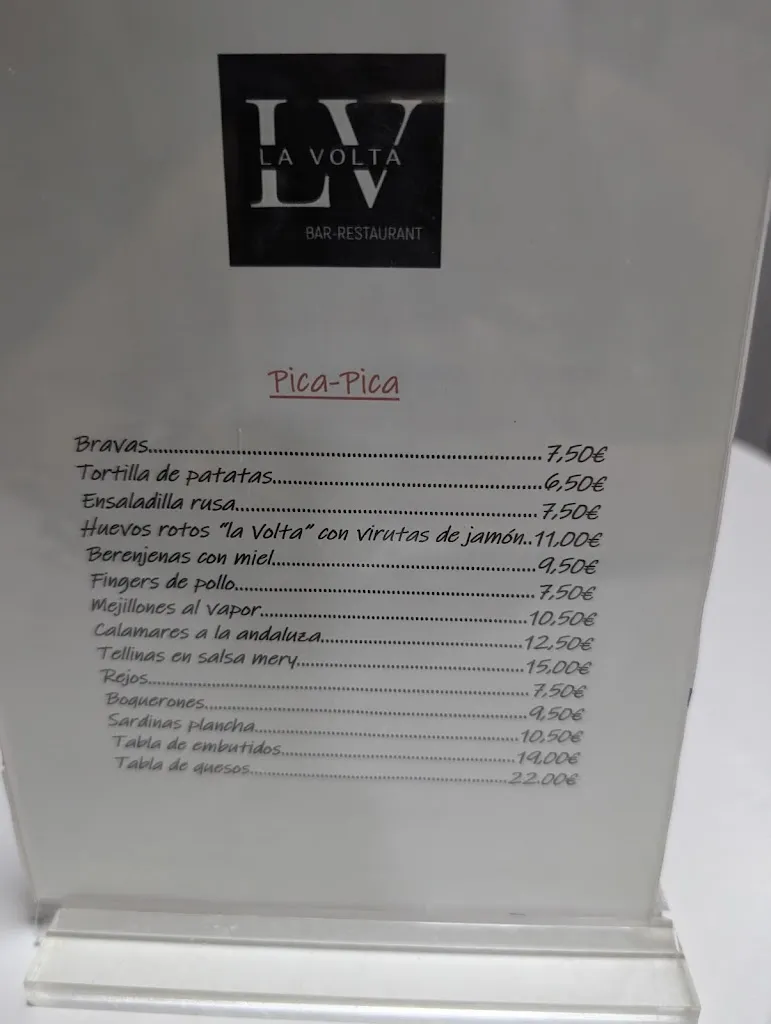 LV
LA VOLTA
BAR-RESTAURANT
Pica-Pica
Bravas.......................................................................7,50€
Tortilla de patatas.................................................6,50€
Ensaladilla rusa.......................................................7,50€
Huevos rotos "la Volta" con virutas de jamón..11,00€
Berenjenas con miel................................................9,50€
Fingers de pollo.......................................................7,50€
Mejillones al vapor..................................................10,50€
Calamares a la andaluza.......................................12,50€
Tellinas en salsa mery...........................................15,00€
Rejos.........................................................................7,50€
Boquerones..............................................................9,50€
Sardinas plancha...................................................10,50€
Tabla de embutidos..............................................19,00€
Tabla de quesos....................................................22,00€